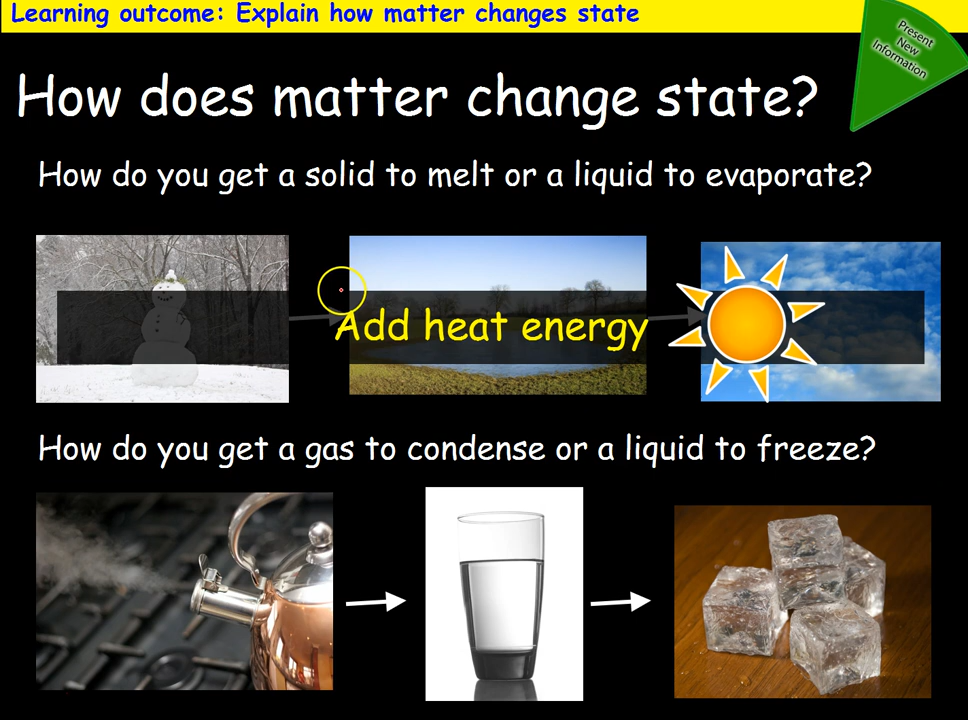 Learning outcome: Explain how matter changes state
Present
New
Information
How does matter change state?
How do you get a solid to melt or a liquid to evaporate?
Add heat energy
How do you get a gas to condense or a liquid to freeze?